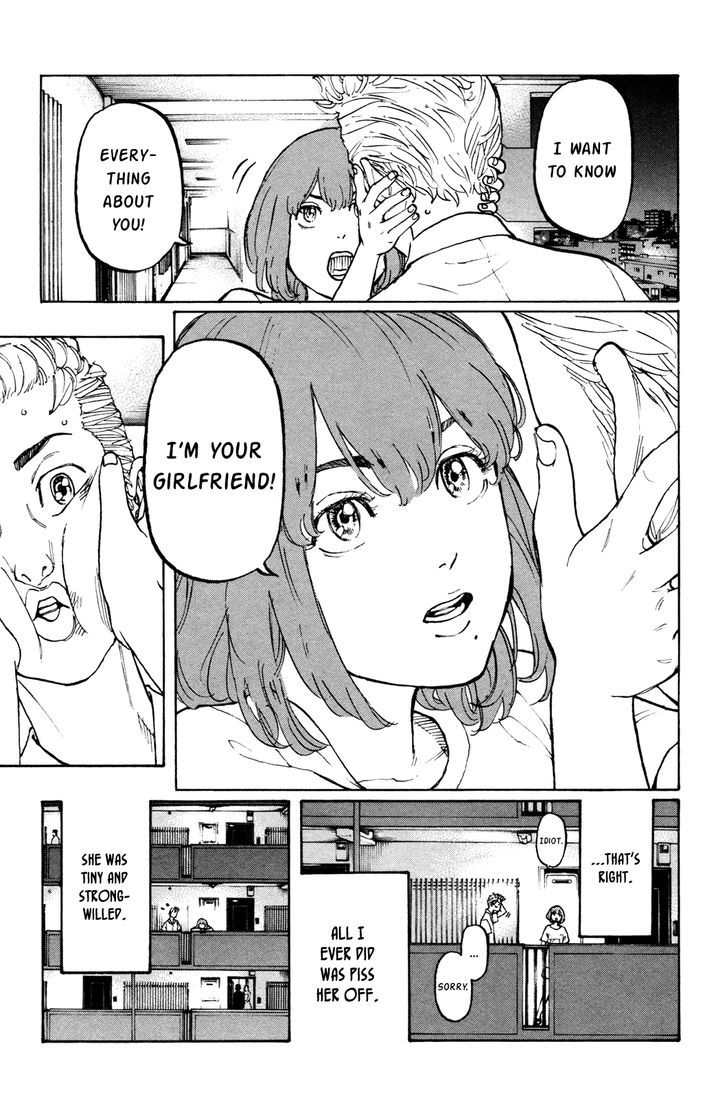 I WANT
TO KNOW
EVERY-
THING
ABOUT
YOU!
I'M YOUR
GIRLFRIEND!
IDIOT.
...THAT'S
RIGHT.
...
SORRY.
ALL I
EVER DID
WAS PISS
HER OFF.
SHE WAS
TINY AND
STRONG-
WILLED.